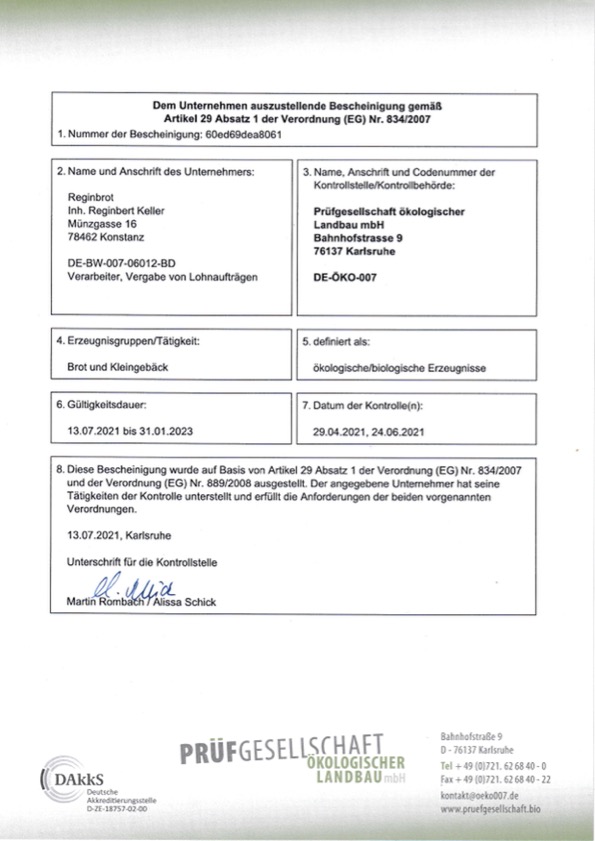 Dem Unternehmen auszustellende Bescheinigung gemäß
Artikel 29 Absatz 1 der Verordnung (EG) Nr. 834/2007
1. Nummer der Bescheinigung: 60ed69dea8061
2. Name und Anschrift des Unternehmers:
Reginbrot
Inh. Reginbert Keller
Münzgasse 16
78462 Konstanz
DE-BW-007-06012-BD
Verarbeiter, Vergabe von Lohnaufträgen
3. Name, Anschrift und Codenummer der
Kontrollstelle/Kontrollbehörde:
Prüfgesellschaft ökologischer
Landbau mbH
Bahnhofstrasse 9
76137 Karlsruhe
DE-ÖKO-007
4. Erzeugnisgruppen/Tätigkeit:
Brot und Kleingebäck
5. definiert als:
ökologische/biologische Erzeugnisse
6. Gültigkeitsdauer:
13.07.2021 bis 31.01.2023
7. Datum der Kontrolle(n):
29.04.2021, 24.06.2021
8. Diese Bescheinigung wurde auf Basis von Artikel 29 Absatz 1 der Verordnung (EG) Nr. 834/2007
und der Verordnung (EG) Nr. 889/2008 ausgestellt. Der angegebene Unternehmer hat seine
Tätigkeiten der Kontrolle unterstellt und erfüllt die Anforderungen der beiden vorgenannten
Verordnungen.
13.07.2021, Karlsruhe
Unterschrift für die Kontrollstelle
Martin Rombach / Alissa Schick
DAkkS
Deutsche
Akkreditierungsstelle
D-ZE-18757-02-00
PRÜFGESELLSCHAFT
ÖKOLOGISCHER
LANDBAU mbH
Bahnhofstraße 9
D - 76137 Karlsruhe
Tel + 49 (0)721. 62 68 40 - 0
Fax + 49 (0)721. 62 68 40 - 22
kontakt@oeko007.de
www.pruefgesellschaft.bio